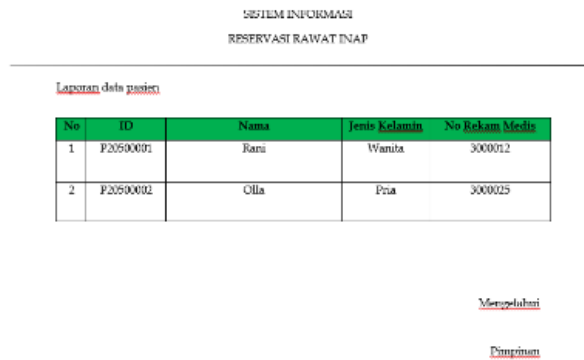 SISTEM INFORMASI
RESERVASI RAWAT INAP
Laporan data pasien
No ID Nama Jenis Kelamin No Rekam Medis
1 P20500001 Rani Wanita 3000012
2 P20500002 Olla Pria 3000025
Mengetahui
Pimpinan